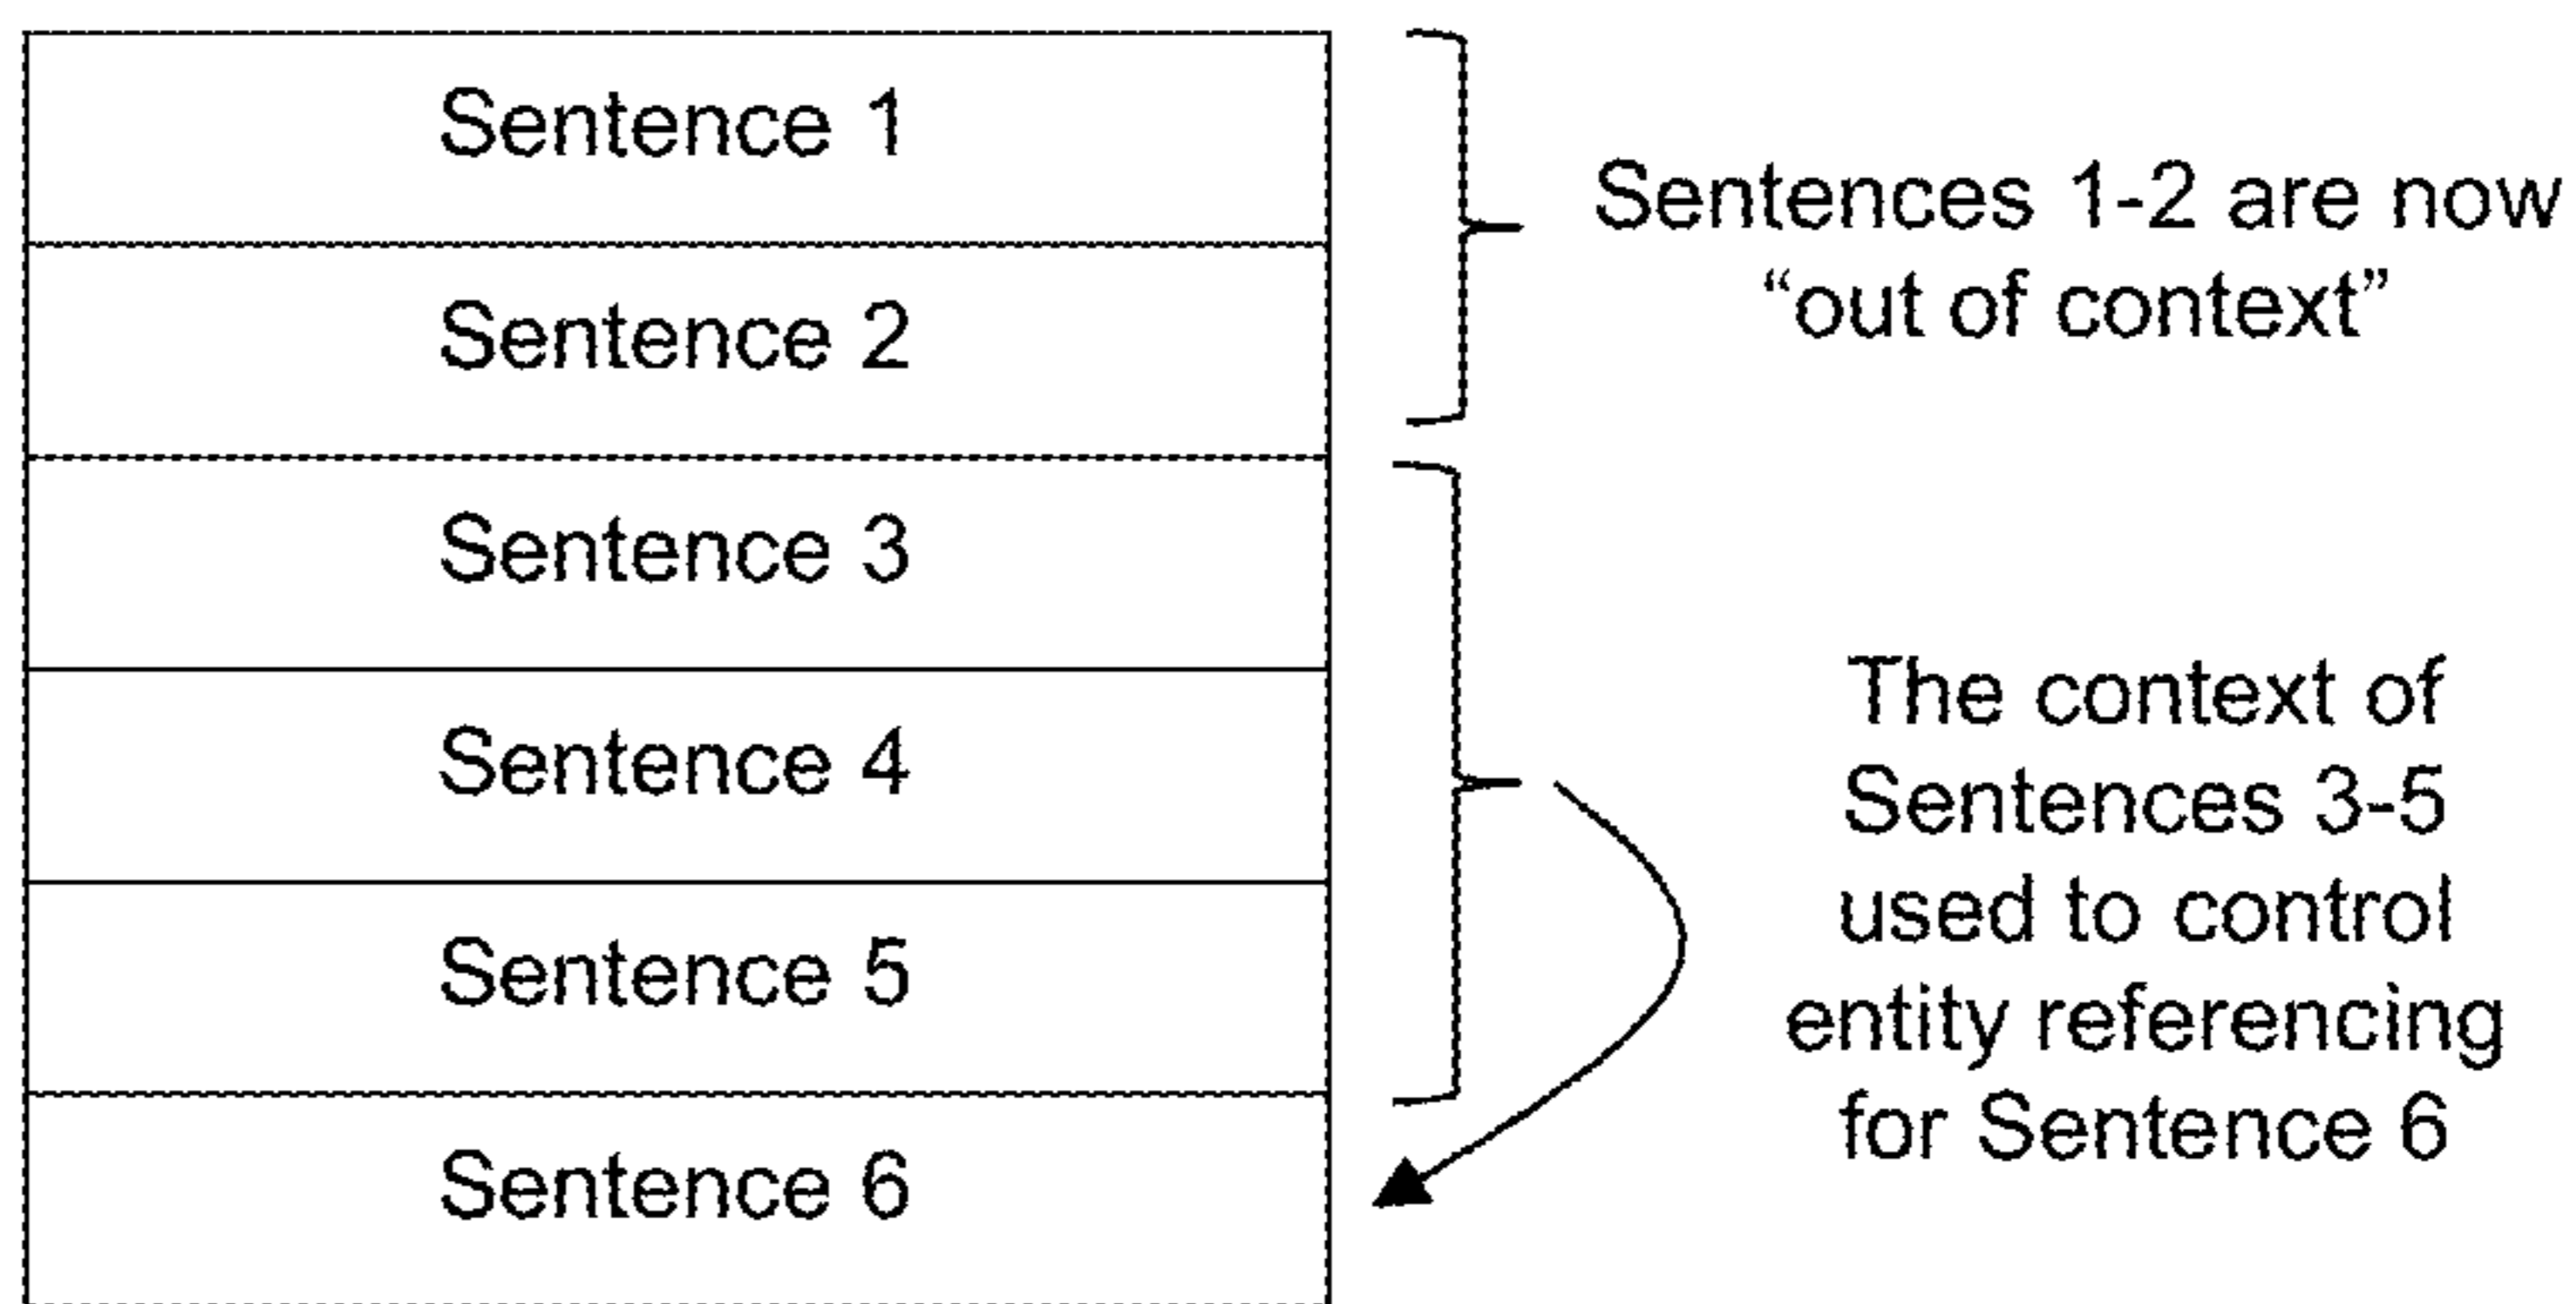 Sentence 1
Sentence 2
Sentence 3
Sentence 4
Sentence 5
Sentence 6
Sentences 1-2 are now
“out of context”
The context of
Sentences 3-5
used to control
entity referencing
for Sentence 6